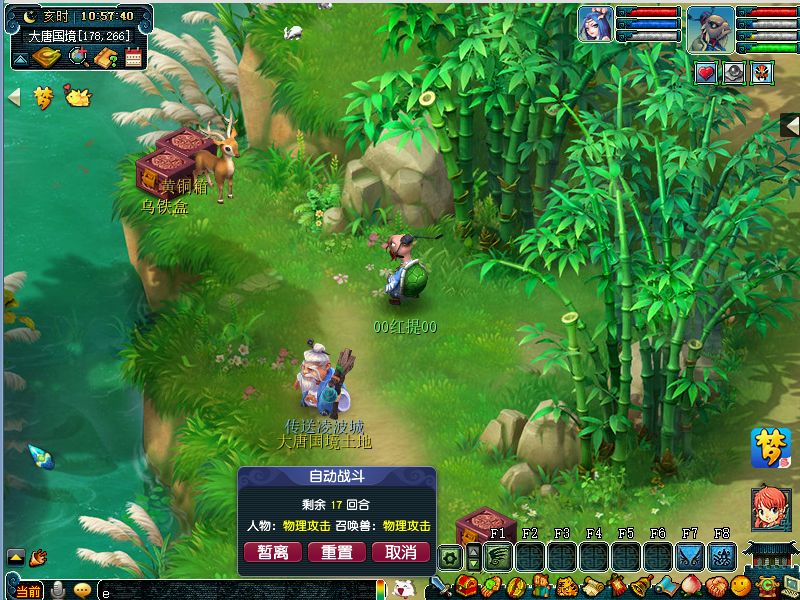 亥时 10:57:40
大唐国境[178,266]
梦
黄铜箱
乌铁盒
00红提00
传送凌波城
大唐国境土地
梦
自动战斗
剩余 17 回合
人物: 物理攻击 召唤兽: 物理攻击
暂离 重置 取消
F1 F2 F3 F4 F5 F6 F7 F8
当前 e